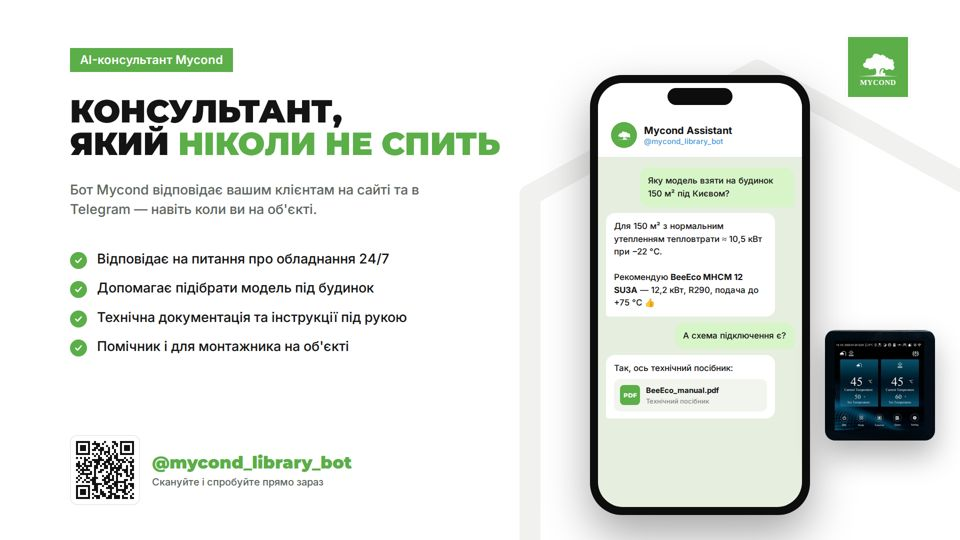 AI-консультант Mycond
MYCOND
КОНСУЛЬТАНТ,
ЯКИЙ НІКОЛИ НЕ СПИТЬ
Бот Mycond відповідає вашим клієнтам на сайті та в
Telegram — навіть коли ви на об'єкті.
Відповідає на питання про обладнання 24/7
Допомагає підібрати модель під будинок
Технічна документація та інструкції під рукою
Помічник і для монтажника на об'єкті
@mycond_library_bot
Скануйте і спробуйте прямо зараз
Mycond Assistant
@mycond_library_bot
Яку модель взяти на будинок
150 м² під Києвом?
Для 150 м² з нормальним
утепленням тепловтрати ≈ 10,5 кВт
при −22 °C.
Рекомендую BeeEco MHCM 12
SU3A — 12,2 кВт, R290, подача до
+75 °C 👍
А схема підключення є?
Так, ось технічний посібник:
PDF
BeeEco_manual.pdf
Технічний посібник
45 °C
45 °C
50
60